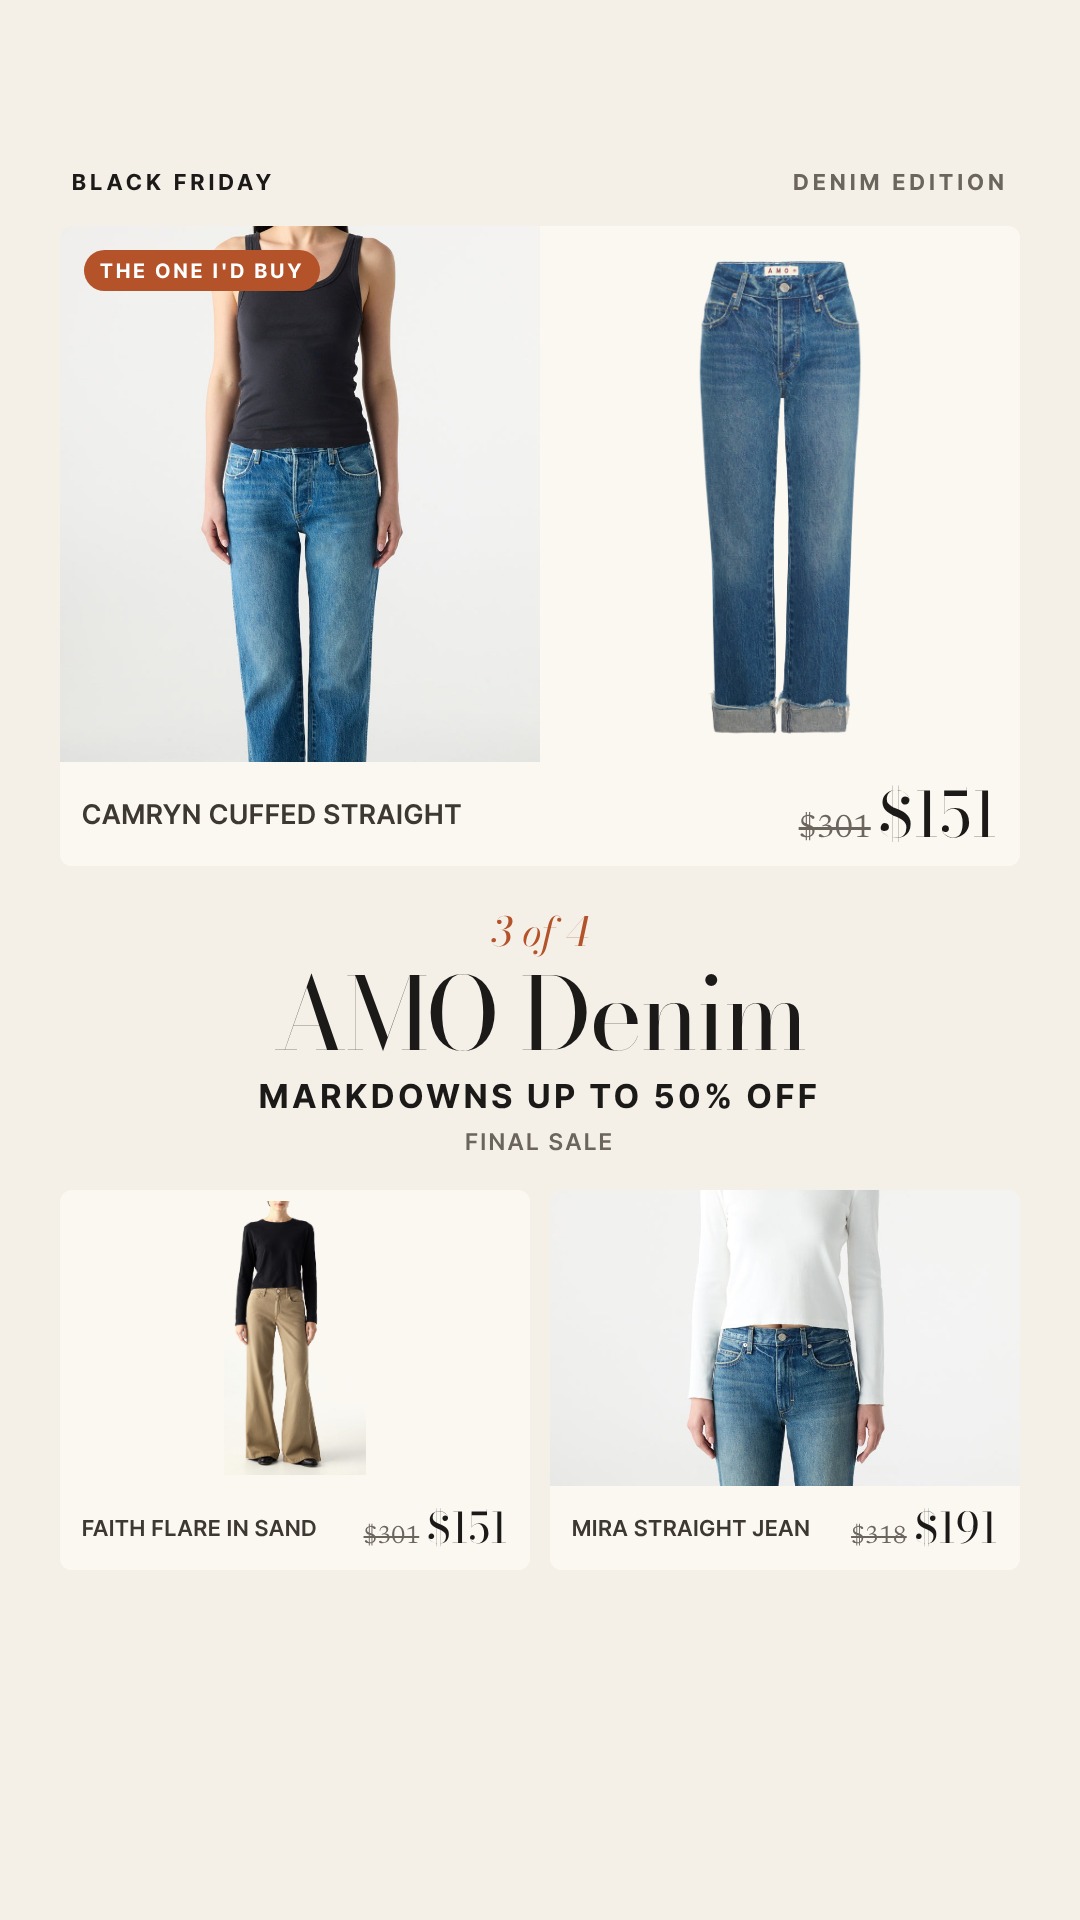 BLACK FRIDAY
DENIM EDITION
THE ONE I'D BUY
AMO
CAMRYN CUFFED STRAIGHT
$301 $151
3 of 4
AMO Denim
MARKDOWNS UP TO 50% OFF
FINAL SALE
FAITH FLARE IN SAND
$301 $151
MIRA STRAIGHT JEAN
$318 $191